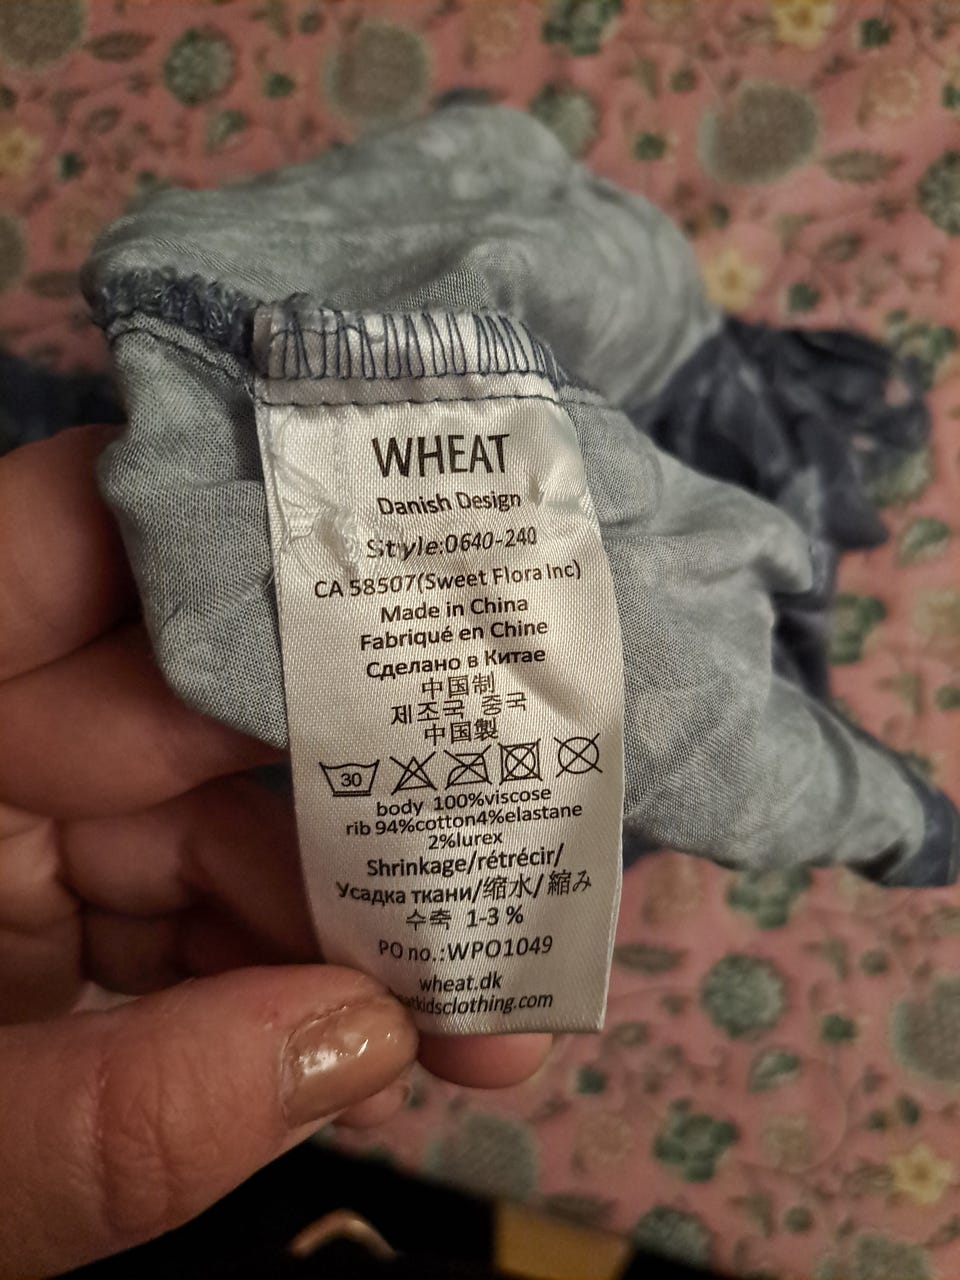 WHEAT
Danish Design
Style:0640-240
CA 58507(Sweet Flora Inc)
Made in China
Fabriqué en Chine
Сделано в Китае
中国制
제조국 중국
中国製
30
body 100%viscose
rib 94%cotton4%elastane
2%lurex
Shrinkage/rétrécir/
Усадка ткани/缩水/縮み
수축 1-3 %
PO no.:WPO1049
wheat.dk